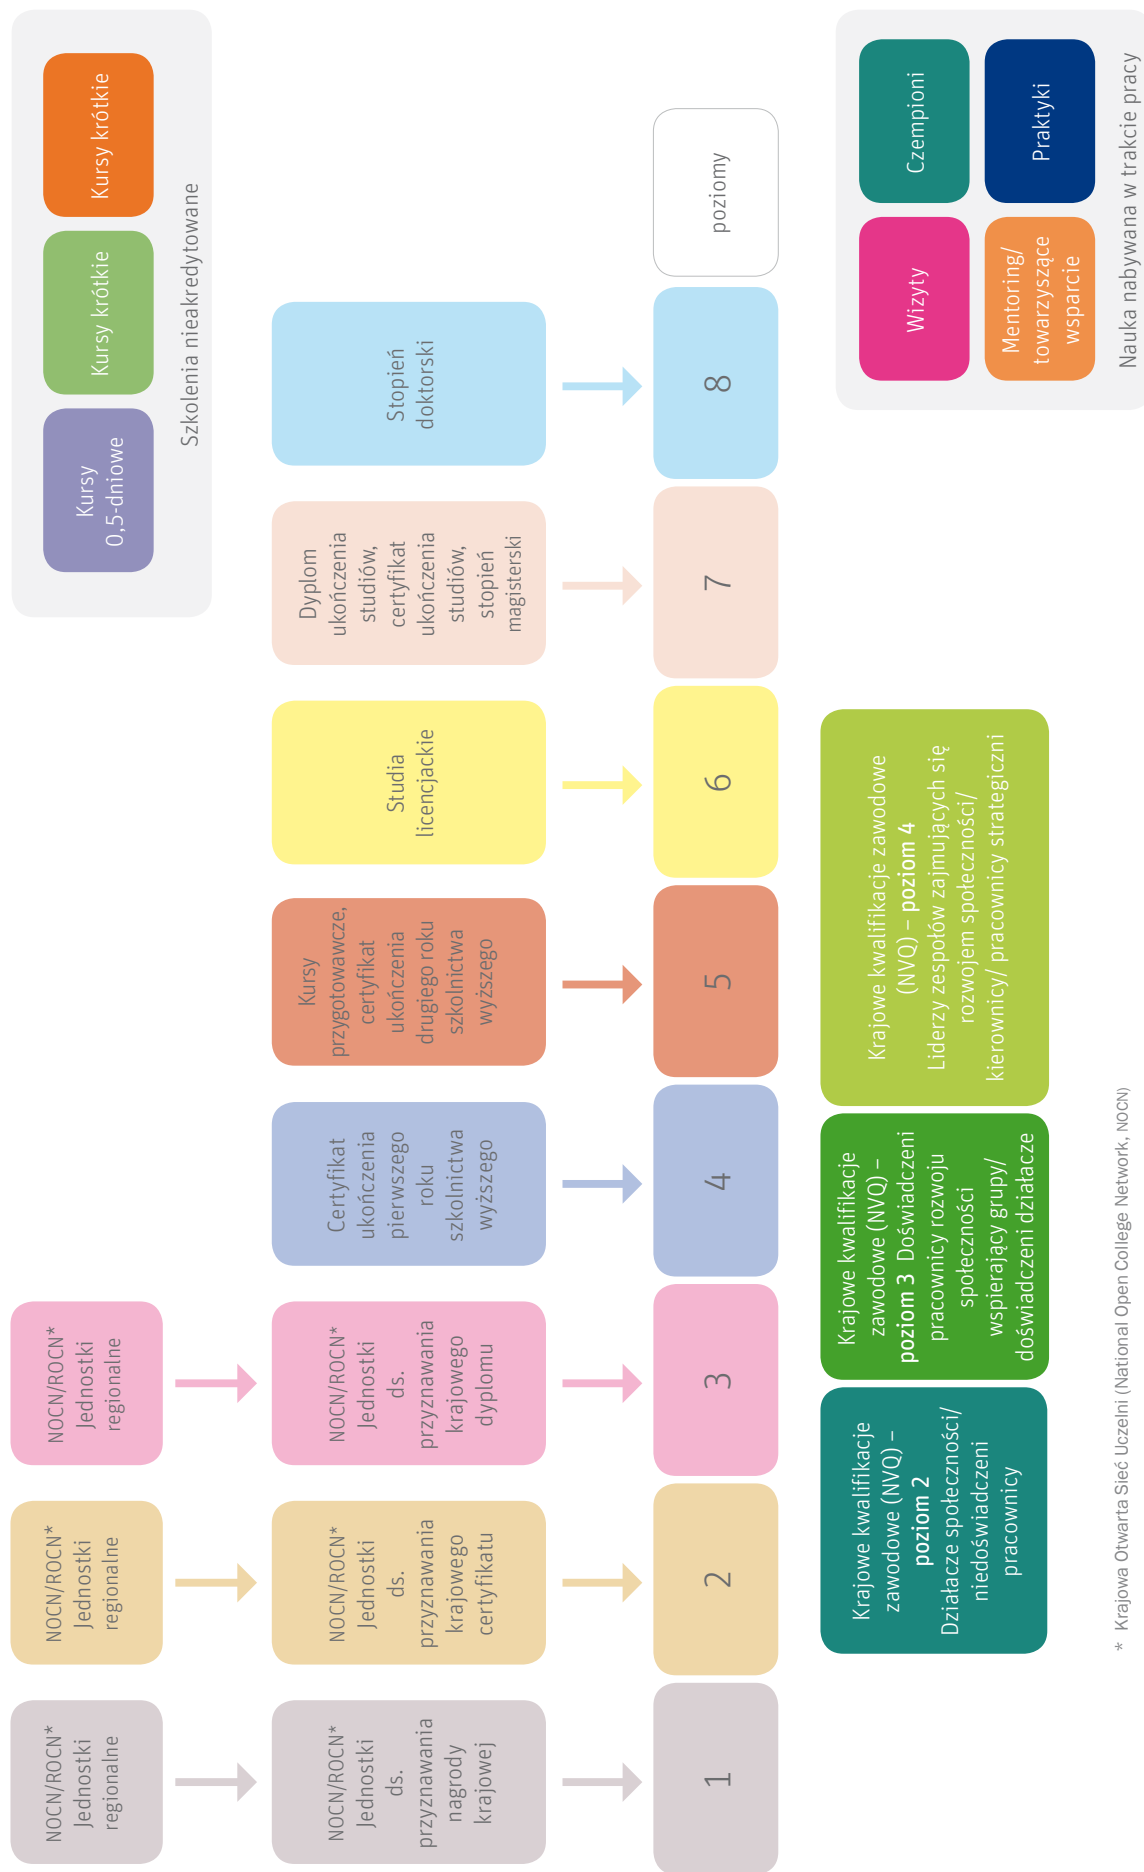 NOCN/ROCN*
Jednostki
regionalne
NOCN/ROCN*
Jednostki
regionalne
NOCN/ROCN*
Jednostki
regionalne
Kursy
0,5-dniowe
Kursy krótkie
Kursy krótkie
Szkolenia nieakredytowane
NOCN/ROCN*
Jednostki
ds.
przyznawania
nagrody
krajowej
NOCN/ROCN*
Jednostki
ds.
przyznawania
krajowego
certyfikatu
NOCN/ROCN*
Jednostki
ds.
przyznawania
krajowego
dyplomu
Certyfikat
ukończenia
pierwszego
roku
szkolnictwa
wyższego
Kursy
przygotowawcze,
certyfikat
ukończenia
drugiego roku
szkolnictwa
wyższego
Studia
licencjackie
Dyplom
ukończenia
studiów,
certyfikat
ukończenia
studiów,
stopień
magisterski
Stopień
doktorski
1
2
3
4
5
6
7
8
poziomy
Krajowe kwalifikacje
zawodowe (NVQ) –
poziom 2
Działacze społeczności/
niedoświadczeni
pracownicy
Krajowe kwalifikacje
zawodowe (NVQ) –
poziom 3 Doświadczeni
pracownicy rozwoju
społeczności
wspierający grupy/
doświadczeni działacze
Krajowe kwalifikacje zawodowe
(NVQ) – poziom 4
Liderzy zespołów zajmujących się
rozwojem społeczności/
kierownicy/ pracownicy strategiczni
Wizyty
Czempioni
Mentoring/
towarzyszące
wsparcie
Praktyki
Nauka nabywana w trakcie pracy
* Krajowa Otwarta Sieć Uczelni (National Open College Network, NOCN)